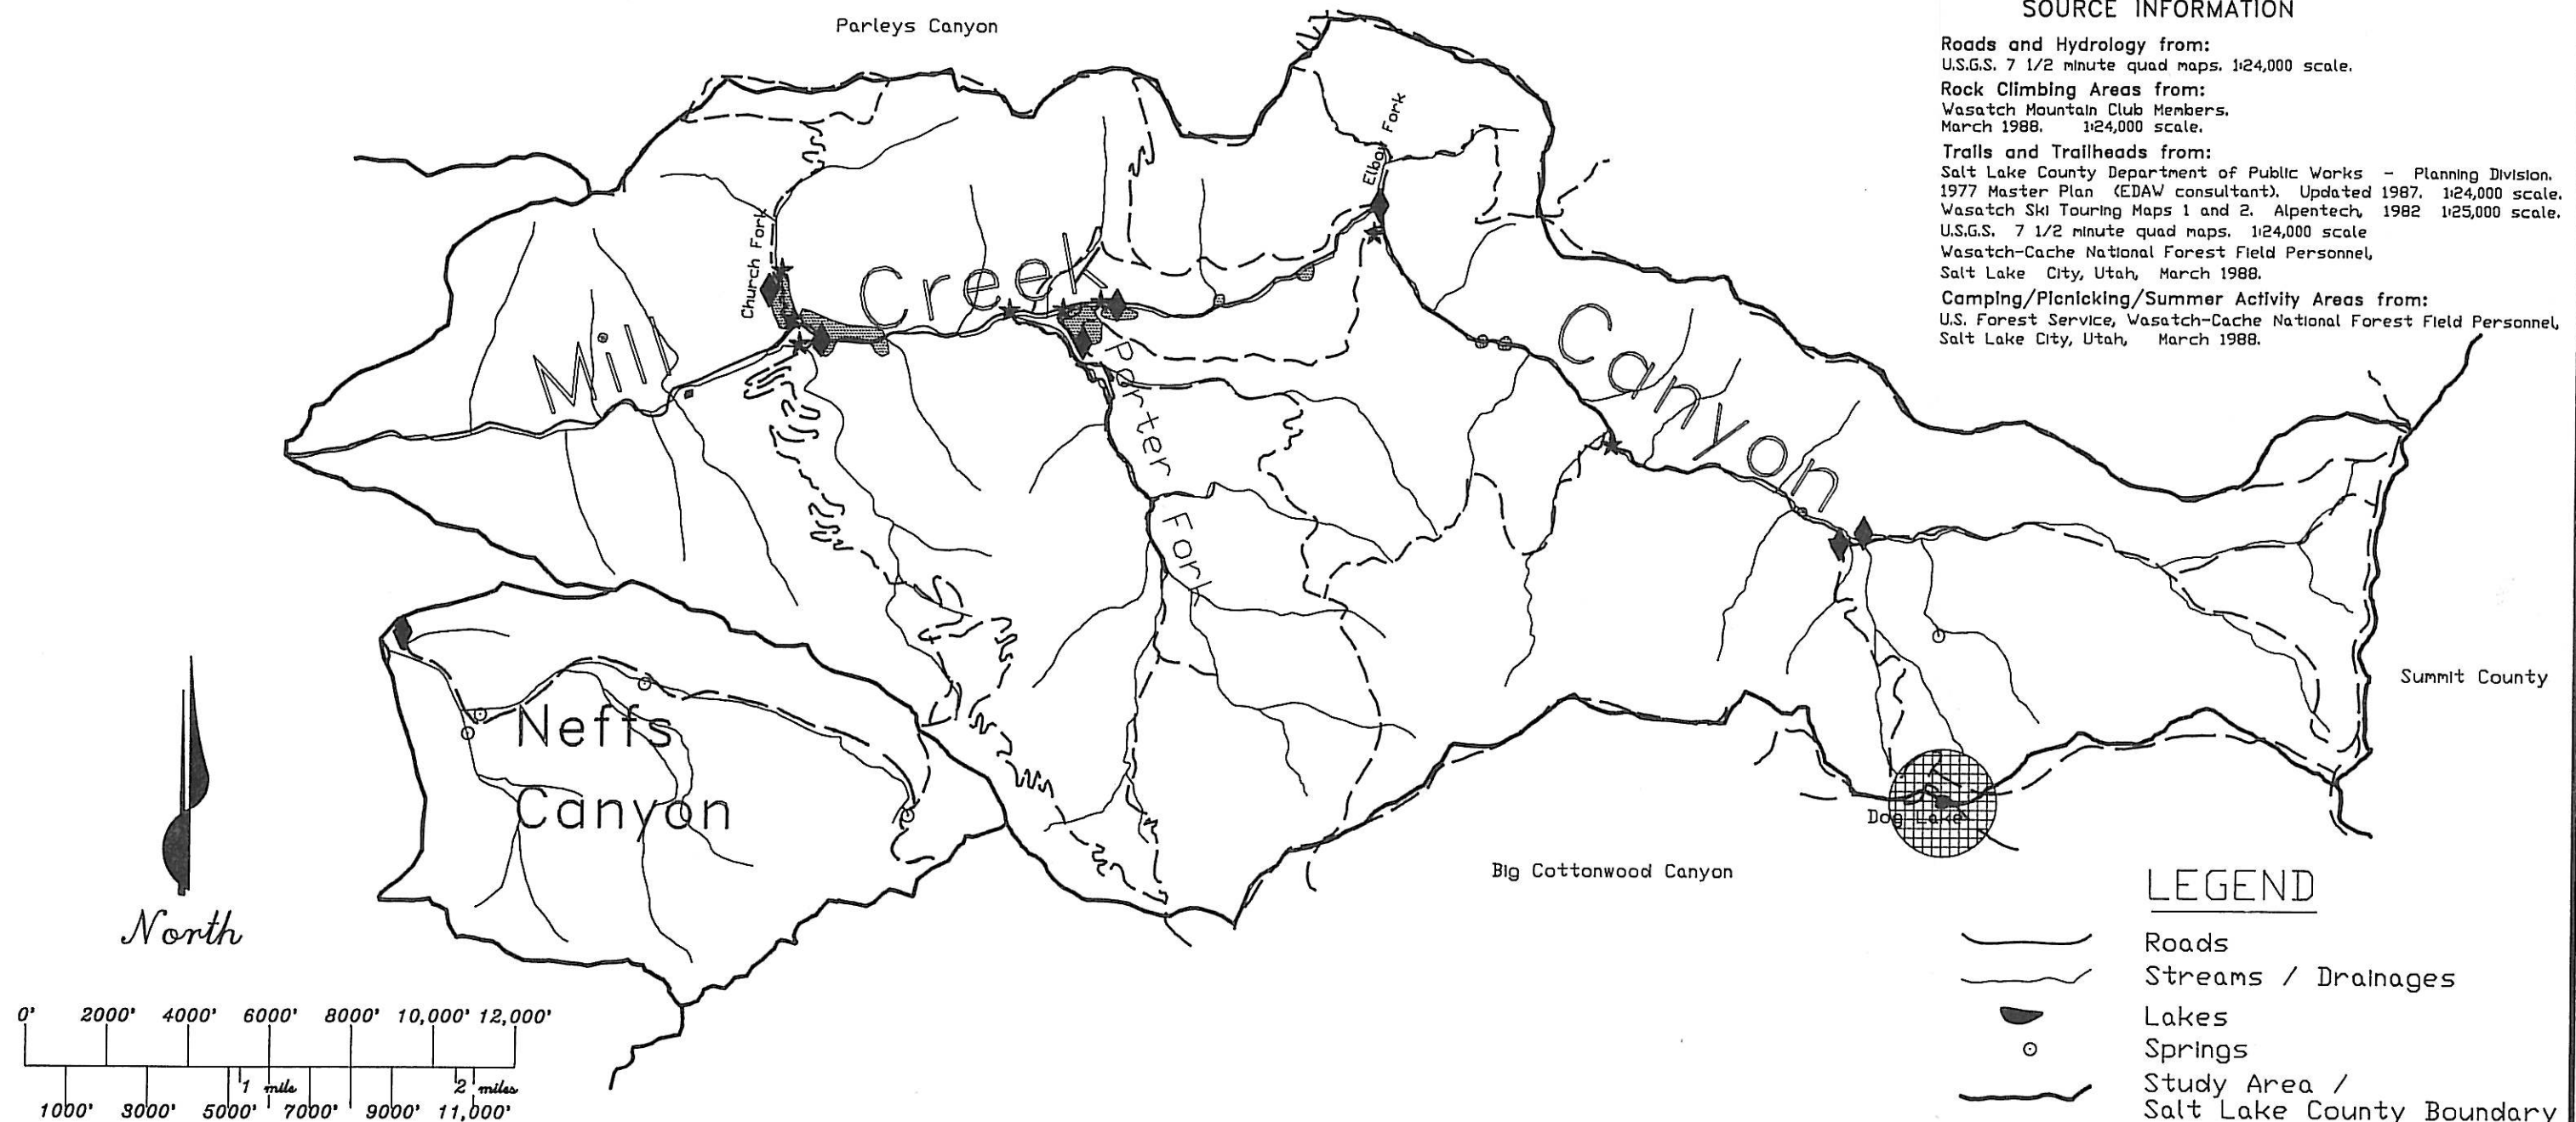 Parleys Canyon
SOURCE INFORMATION
Roads and Hydrology from:
U.S.G.S. 7 1/2 minute quad maps. 1:24,000 scale.
Rock Climbing Areas from:
Wasatch Mountain Club Members.
March 1988. 1:24,000 scale.
Trails and Trailheads from:
Salt Lake County Department of Public Works - Planning Division.
1977 Master Plan (EDAW consultant). Updated 1987. 1:24,000 scale.
Wasatch Ski Touring Maps 1 and 2. Alpentech, 1982 1:25,000 scale.
U.S.G.S. 7 1/2 minute quad maps. 1:24,000 scale
Wasatch-Cache National Forest Field Personnel,
Salt Lake City, Utah, March 1988.
Camping/Picnicking/Summer Activity Areas from:
U.S. Forest Service, Wasatch-Cache National Forest Field Personnel,
Salt Lake City, Utah, March 1988.
Elbow Fork
Church Fork
Mill Creek Canyon
Porter Fork
Neffs
Canyon
Summit County
Dog Lake
Big Cottonwood Canyon
North
0' 2000' 4000' 6000' 8000' 10,000' 12,000'
1 mile 2 miles
1000' 3000' 5000' 7000' 9000' 11,000'
LEGEND
Roads
Streams / Drainages
Lakes
Springs
Study Area /
Salt Lake County Boundary